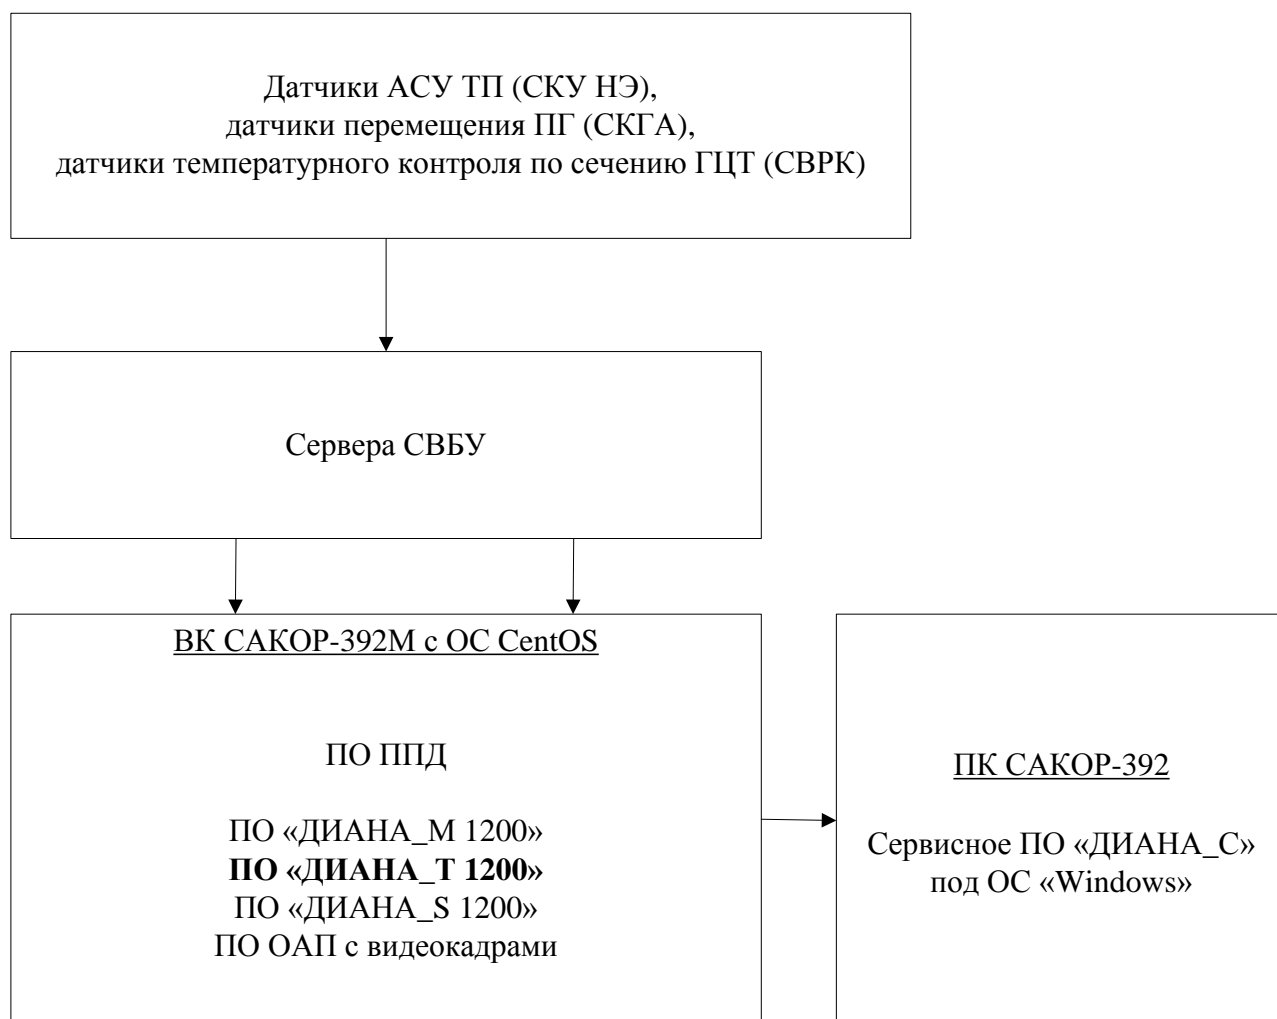 Датчики АСУ ТП (СКУ НЭ),
датчики перемещения ПГ (СКГА),
датчики температурного контроля по сечению ГЦТ (СВРК)
Сервера СВБУ
ВК САКОР-392М с ОС CentOS
ПО ППД
ПО «ДИАНА_М 1200»
ПО «ДИАНА_Т 1200»
ПО «ДИАНА_S 1200»
ПО ОАП с видеокадрами
ПК САКОР-392
Сервисное ПО «ДИАНА_С»
под ОС «Windows»